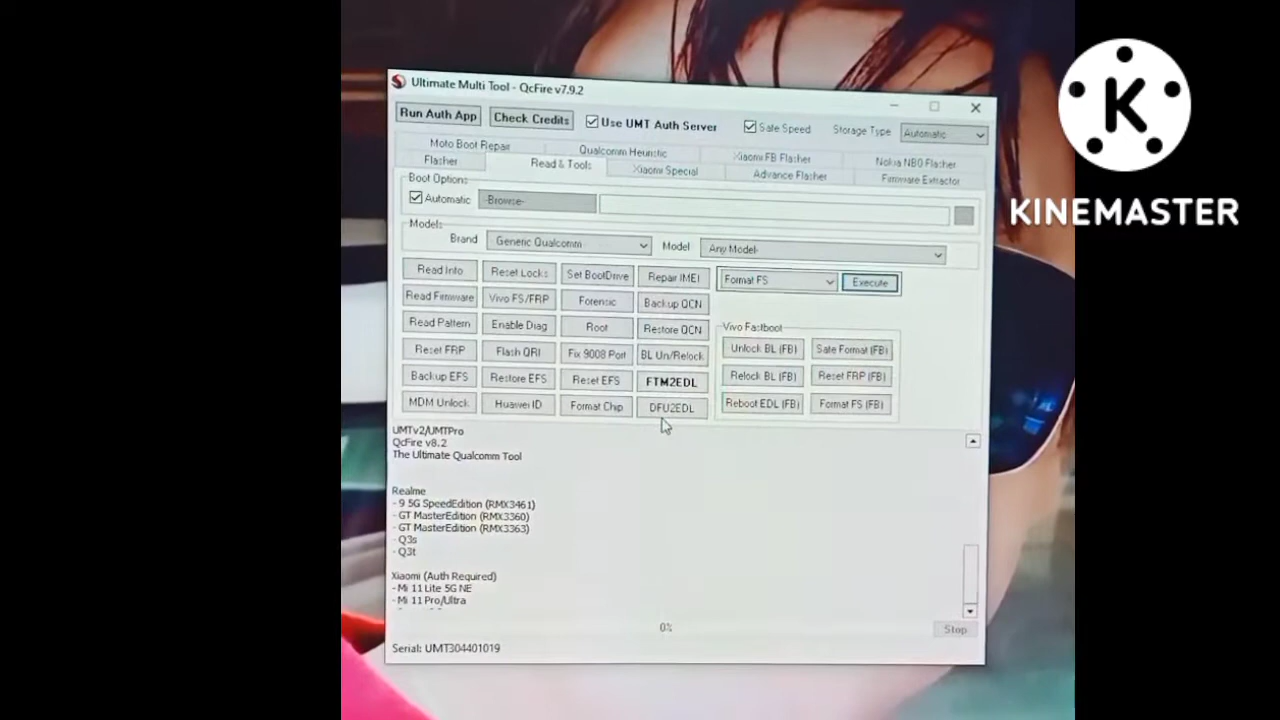 Ultimate Multi Tool - QcFire v7.9.2
Run Auth App Check Credits Use UMT Auth Server Safe Speed Storage Type Automatic
Moto Boot Repair Qualcomm Heuristic Xiaomi FB Flasher Nokia NB0 Flasher
Flasher Read & Tools Xiaomi Special Advance Flasher Firmware Extractor
Boot Options:
Automatic -Browse-
Model:
Brand Generic Qualcomm Model Any Model
Read Info Reset Locks Set BootDrive Repair IMEI Format FS Execute
Read Firmware Vivo FS/FRP Forensic Backup QCN
Read Pattern Enable Diag Root Restore QCN Vivo Fastboot
Reset FRP Flash QRI Fix 9008 Port BL Un/Relock Unlock BL (FB) Safe Format (FB)
Backup EFS Restore EFS Reset EFS FTM2EDL Relock BL (FB) Reset FRP (FB)
MDM Unlock Huawei ID Format Chip DFU2EDL Reboot EDL (FB) Format FS (FB)
UMTv2/UMTPro
QcFire v8.2
The Ultimate Qualcomm Tool
Realme
- 9 5G SpeedEdition (RMX3461)
- GT MasterEdition (RMX3360)
- GT MasterEdition (RMX3363)
- Q3s
- Q3t
Xiaomi (Auth Required)
- Mi 11 Lite 5G NE
- Mi 11 Pro/Ultra
0%
Stop
Serial: UMT304401019
K
KINEMASTER